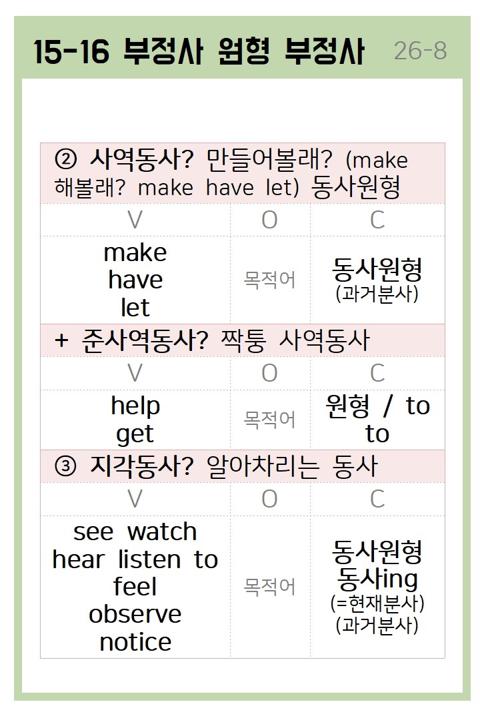 15-16 부정사 원형 부정사 26-8
② 사역동사? 만들어볼래? (make
해볼래? make have let) 동사원형
V O C
make
have
let
목적어
동사원형
(과거분사)
+ 준사역동사? 짝퉁 사역동사
V O C
help
get
목적어
원형 / to
to
③ 지각동사? 알아차리는 동사
V O C
see watch
hear listen to
feel
observe
notice
목적어
동사원형
동사ing
(=현재분사)
(과거분사)